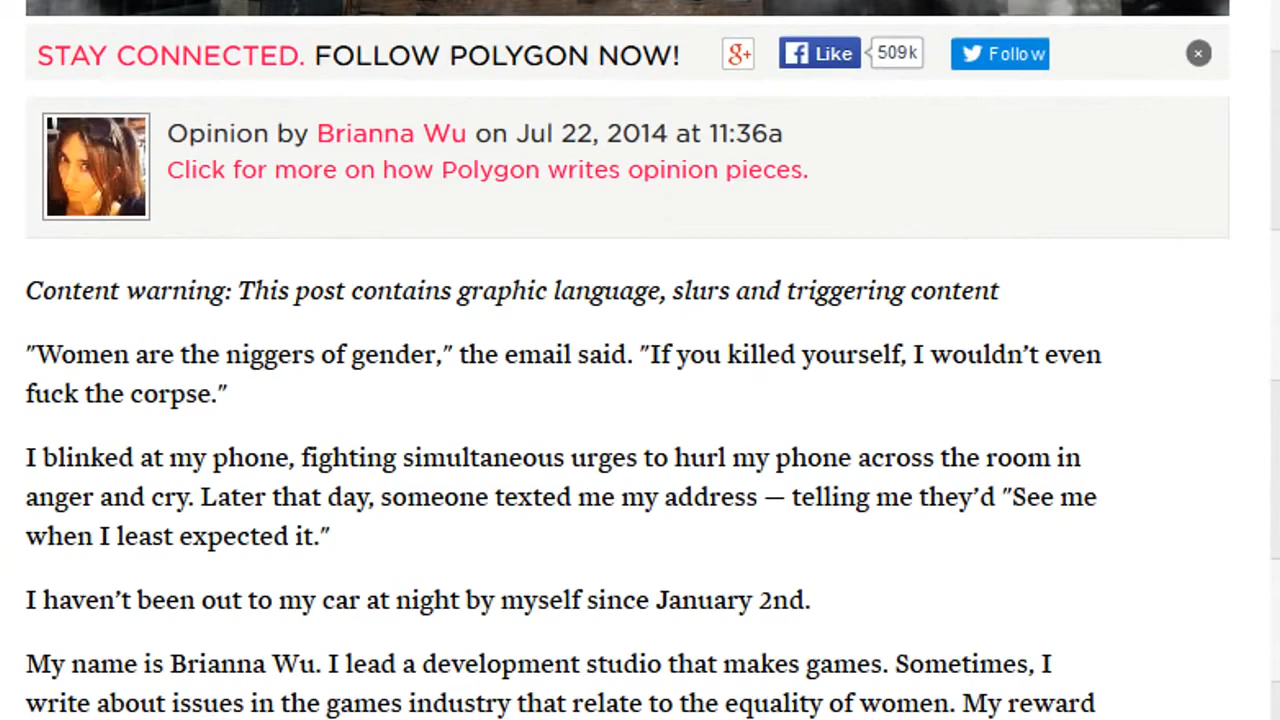 STAY CONNECTED. FOLLOW POLYGON NOW! g+ Like 509k Follow
Opinion by Brianna Wu on Jul 22, 2014 at 11:36a
Click for more on how Polygon writes opinion pieces.
Content warning: This post contains graphic language, slurs and triggering content
"Women are the niggers of gender," the email said. "If you killed yourself, I wouldn't even
fuck the corpse."
I blinked at my phone, fighting simultaneous urges to hurl my phone across the room in
anger and cry. Later that day, someone texted me my address — telling me they'd "See me
when I least expected it."
I haven't been out to my car at night by myself since January 2nd.
My name is Brianna Wu. I lead a development studio that makes games. Sometimes, I
write about issues in the games industry that relate to the equality of women. My reward